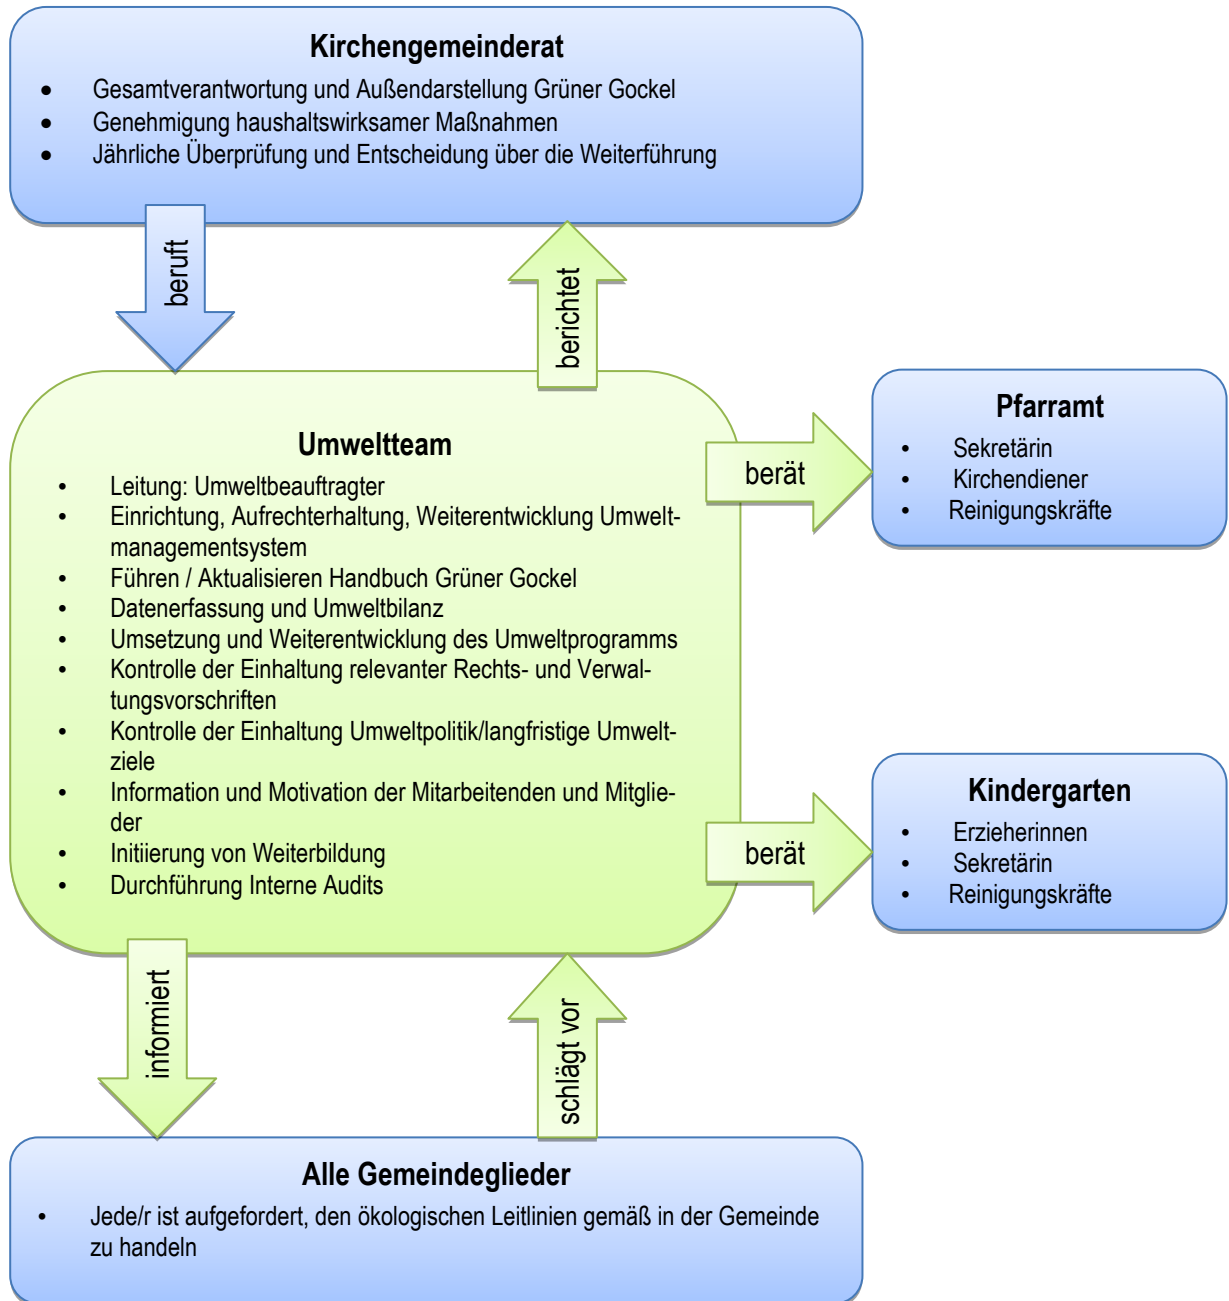 Kirchengemeinderat
• Gesamtverantwortung und Außendarstellung Grüner Gockel
• Genehmigung haushaltswirksamer Maßnahmen
• Jährliche Überprüfung und Entscheidung über die Weiterführung
beruft
berichtet
Umweltteam
• Leitung: Umweltbeauftragter
• Einrichtung, Aufrechterhaltung, Weiterentwicklung Umwelt-
managementsystem
• Führen / Aktualisieren Handbuch Grüner Gockel
• Datenerfassung und Umweltbilanz
• Umsetzung und Weiterentwicklung des Umweltprogramms
• Kontrolle der Einhaltung relevanter Rechts- und Verwal-
tungsvorschriften
• Kontrolle der Einhaltung Umweltpolitik/langfristige Umwelt-
ziele
• Information und Motivation der Mitarbeitenden und Mitglie-
der
• Initiierung von Weiterbildung
• Durchführung Interne Audits
berät
Pfarramt
• Sekretärin
• Kirchendiener
• Reinigungskräfte
berät
Kindergarten
• Erzieherinnen
• Sekretärin
• Reinigungskräfte
informiert
schlägt vor
Alle Gemeindeglieder
• Jede/r ist aufgefordert, den ökologischen Leitlinien gemäß in der Gemeinde
zu handeln